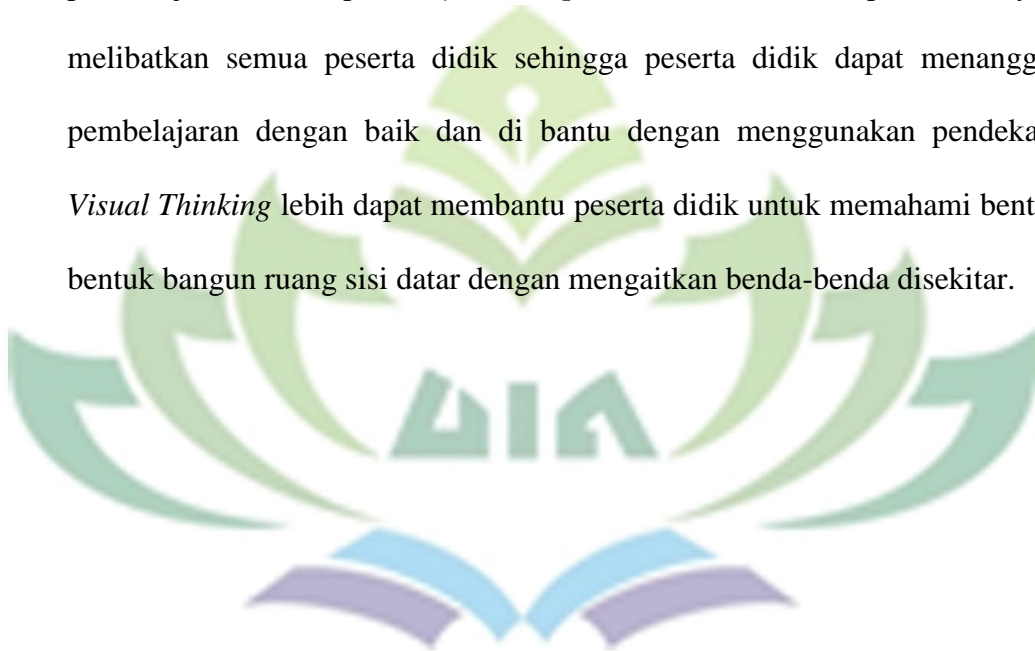 melibatkan semua peserta didik sehingga peserta didik dapat menangg
pembelajaran dengan baik dan di bantu dengan menggunakan pendeka
Visual Thinking lebih dapat membantu peserta didik untuk memahami bent
bentuk bangun ruang sisi datar dengan mengaitkan benda-benda disekitar.
UIN